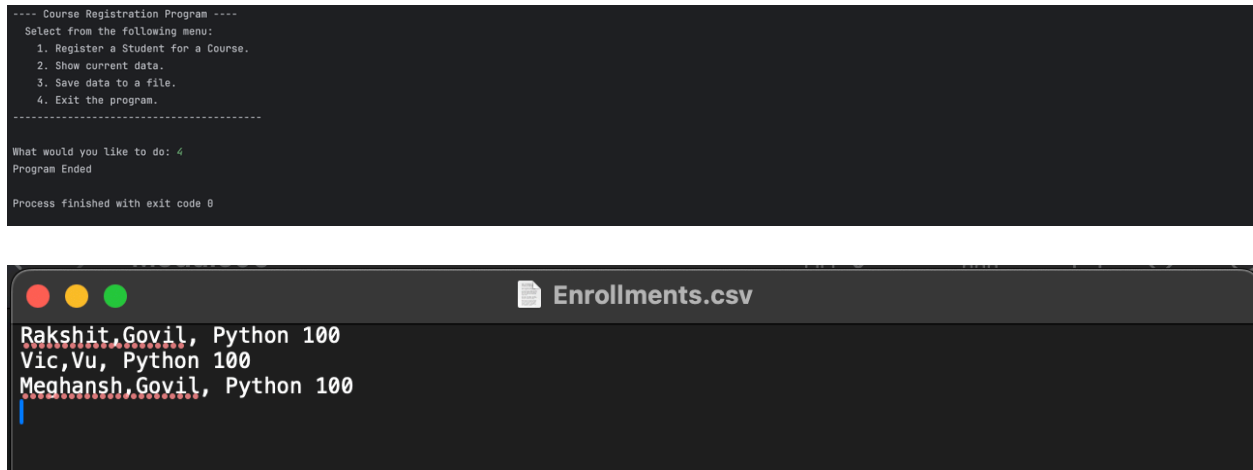 ---- Course Registration Program ----
Select from the following menu:
1. Register a Student for a Course.
2. Show current data.
3. Save data to a file.
4. Exit the program.
-----------------------------------------
What would you like to do: 4
Program Ended
Process finished with exit code 0
Enrollments.csv
Rakshit,Govil, Python 100
Vic,Vu, Python 100
Meghansh,Govil, Python 100